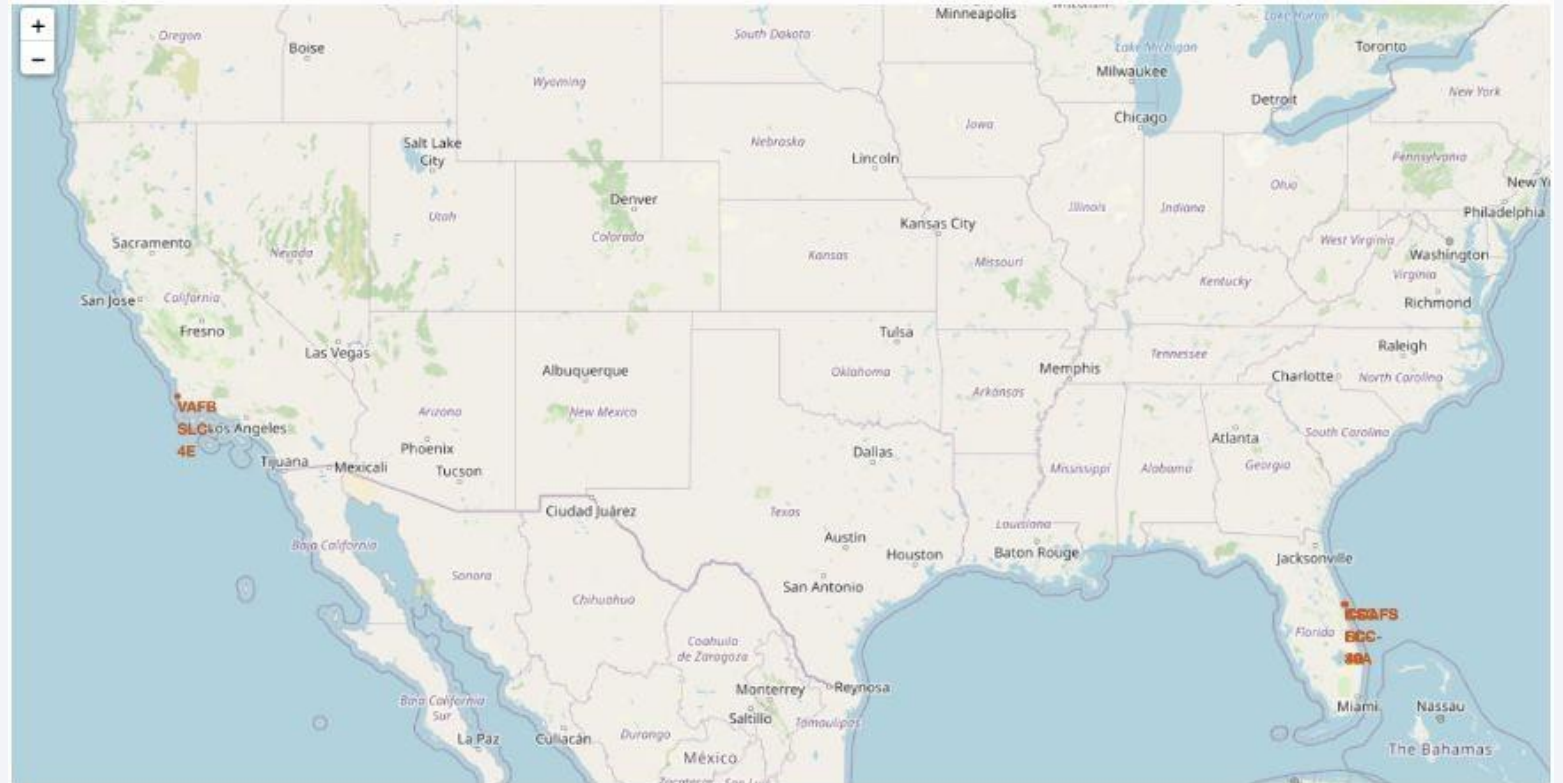 +
−
Oregon
Boise
South Dakota
Minneapolis
Lake Michigan
Lake Huron
Toronto
Wyoming
Milwaukee
Detroit
New York
Iowa
Chicago
Salt Lake
City
Nebraska
Lincoln
Pennsylvania
Denver
Ohio
Utah
Illinois
Indiana
Philadelphia
Kansas City
Colorado
Sacramento
Nevada
Kansas
Missouri
West Virginia
Washington
Virginia
Kentucky
San Jose
California
Richmond
Fresno
Tulsa
Las Vegas
Raleigh
Tennessee
Albuquerque
Oklahoma
Memphis
Charlotte
North Carolina
Arkansas
VAFB
SLC-
4E
Los Angeles
Arizona
New Mexico
Phoenix
Atlanta
South Carolina
Dallas
Tijuana
Mexicali
Tucson
Mississippi
Alabama
Georgia
Ciudad Juárez
Texas
Louisiana
Austin
Houston
Baton Rouge
Jacksonville
Baja California
Sonora
San Antonio
Chihuahua
Florida
Coahuila
de Zaragoza
Monterrey
Reynosa
Baja California
Sur
Saltillo
Tamaulipas
Miami
Nassau
La Paz
Culiacán
Durango
México
The Bahamas